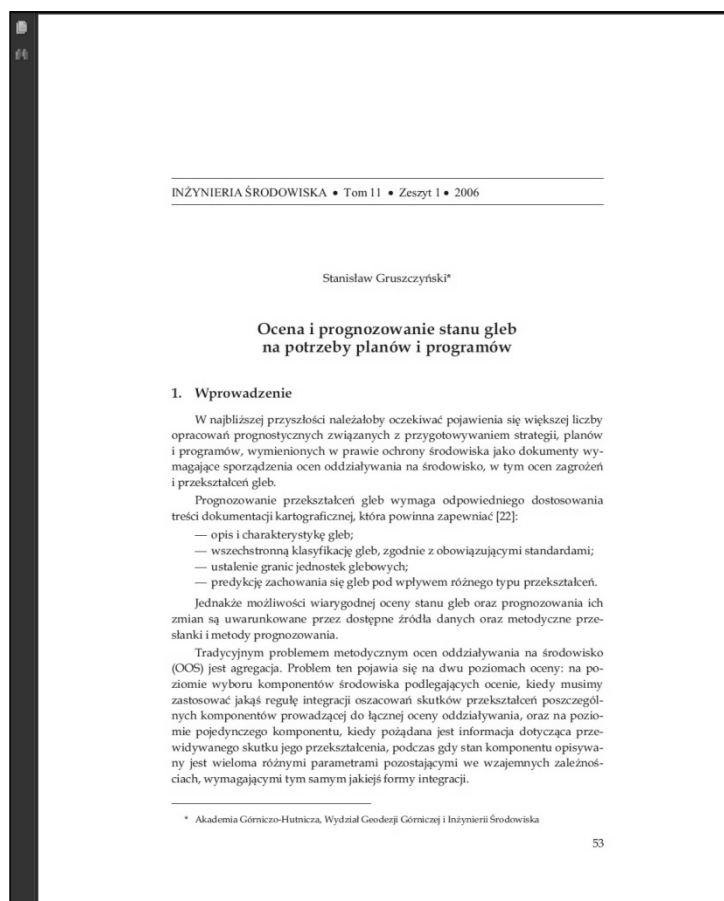 INŻYNIERIA ŚRODOWISKA • Tom 11 • Zeszyt 1 • 2006
Stanisław Gruszczyński*
Ocena i prognozowanie stanu gleb
na potrzeby planów i programów
1. Wprowadzenie
W najbliższej przyszłości należałoby oczekiwać pojawienia się większej liczby
opracowań prognostycznych związanych z przygotowywaniem strategii, planów
i programów, wymienionych w prawie ochrony środowiska jako dokumenty wy-
magające sporządzenia ocen oddziaływania na środowisko, w tym ocen zagrożeń
i przekształceń gleb.
Prognozowanie przekształceń gleb wymaga odpowiedniego dostosowania
treści dokumentacji kartograficznej, która powinna zapewniać [22]:
— opis i charakterystykę gleb;
— wszechstronną klasyfikację gleb, zgodnie z obowiązującymi standardami;
— ustalenie granic jednostek glebowych;
— predykcję zachowania się gleb pod wpływem różnego typu przekształceń.
Jednakże możliwości wiarygodnej oceny stanu gleb oraz prognozowania ich
zmian są uwarunkowane przez dostępne źródła danych oraz metodyczne prze-
słanki i metody prognozowania.
Tradycyjnym problemem metodycznym ocen oddziaływania na środowisko
(OOS) jest agregacja. Problem ten pojawia się na dwu poziomach oceny: na po-
ziomie wyboru komponentów środowiska podlegających ocenie, kiedy musimy
zastosować jakąś regułę integracji oszacowań skutków przekształceń poszczegól-
nych komponentów prowadzącej do łącznej oceny oddziaływania, oraz na pozio-
mie pojedynczego komponentu, kiedy pożądana jest informacja dotycząca prze-
widywanego skutku jego przekształcenia, podczas gdy stan komponentu opisywa-
ny jest wieloma różnymi parametrami pozostającymi we wzajemnych zależnoś-
ciach, wymagającymi tym samym jakiejś formy integracji.
* Akademia Górniczo-Hutnicza, Wydział Geodezji Górniczej i Inżynierii Środowiska
53